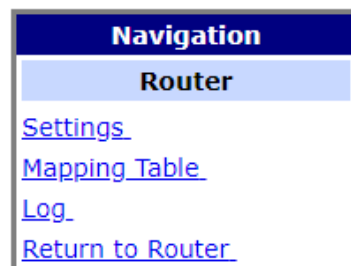 Navigation
Router
Settings
Mapping Table
Log
Return to Router